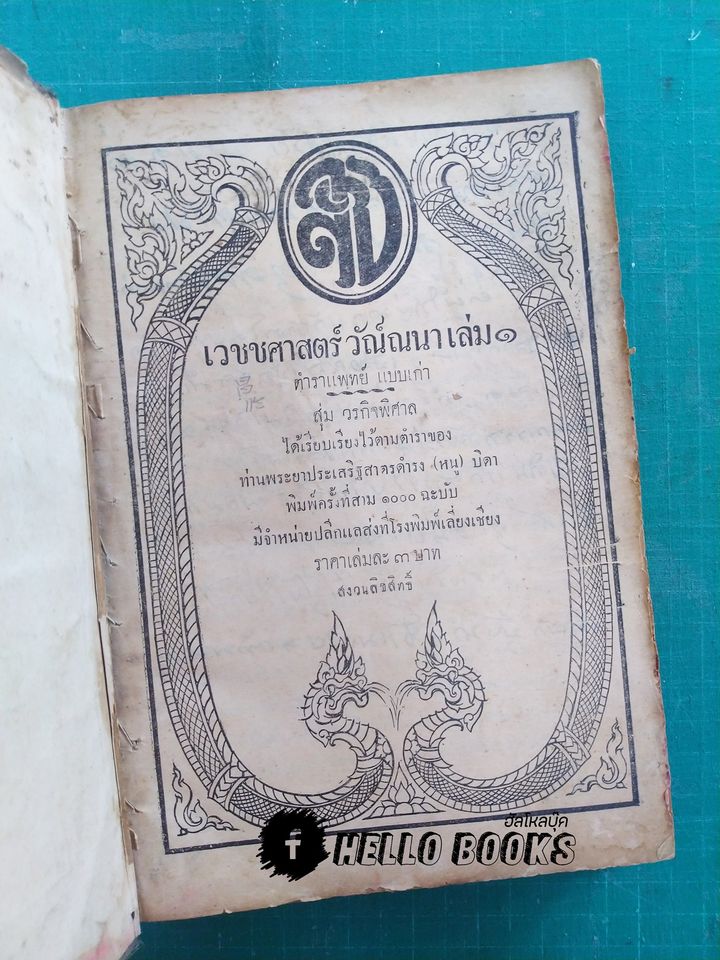 เวชชศาสตร์วัณ์ณนา เล่ม ๑
ตำราแพทย์ แบบเก่า
สุ่ม วรกิจพิศาล
ได้เรียบเรียงไว้ตามตำราของ
ท่านพระยาประเสริฐสาตรดำรง (หนู) บิดา
พิมพ์ครั้งที่สาม ๑๐๐๐ ฉะบับ
มีจำหน่ายปลีกแลส่งที่โรงพิมพ์เลี่ยงเซียง
ราคาเล่มละ ๓ บาท
สงวนลิขสิทธิ์
ฮัลโหลบุ๊ค
HELLO BOOKS